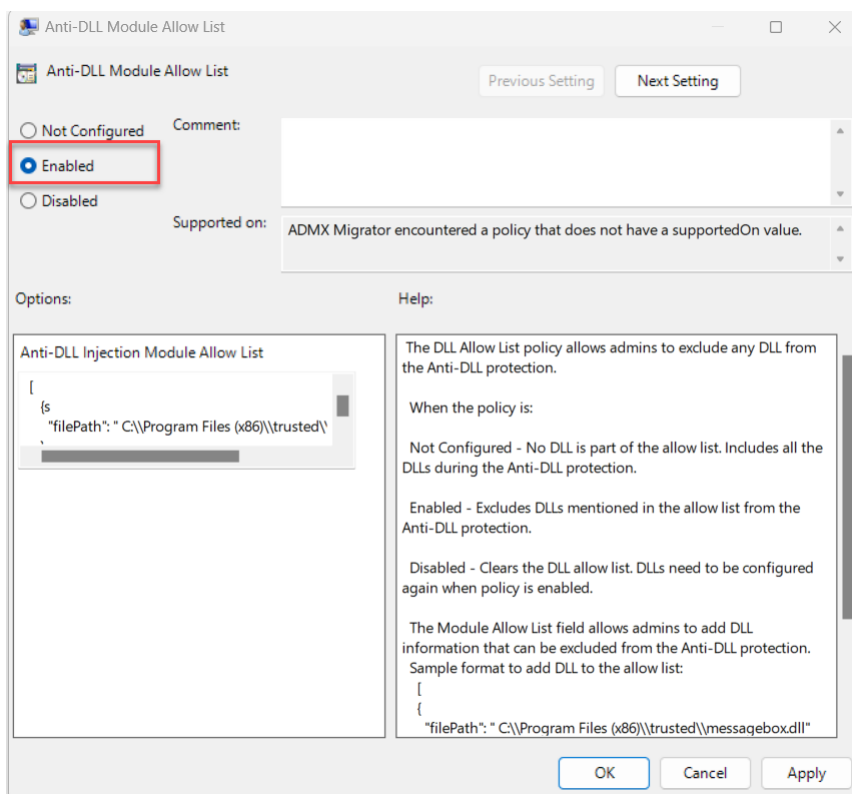 Anti-DLL Module Allow List
Anti-DLL Module Allow List
Previous Setting
Next Setting
Not Configured
Comment:
Enabled
Disabled
Supported on:
ADMX Migrator encountered a policy that does not have a supportedOn value.
Options:
Help:
Anti-DLL Injection Module Allow List
[
{s
"filePath": " C:\\Program Files (x86)\\trusted\'
The DLL Allow List policy allows admins to exclude any DLL from
the Anti-DLL protection.
When the policy is:
Not Configured - No DLL is part of the allow list. Includes all the
DLLs during the Anti-DLL protection.
Enabled - Excludes DLLs mentioned in the allow list from the
Anti-DLL protection.
Disabled - Clears the DLL allow list. DLLs need to be configured
again when policy is enabled.
The Module Allow List field allows admins to add DLL
information that can be excluded from the Anti-DLL protection.
Sample format to add DLL to the allow list:
[
{
"filePath": " C:\\Program Files (x86)\\trusted\\messagebox.dll"
OK
Cancel
Apply